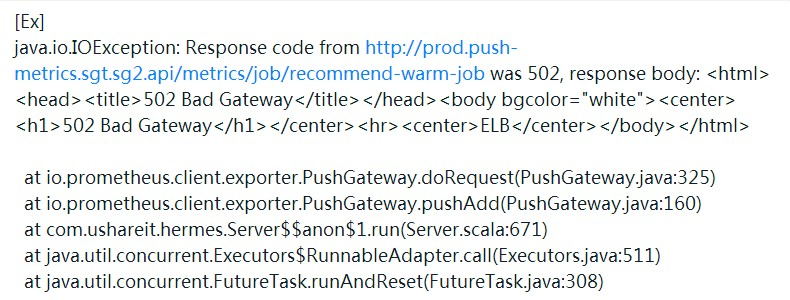 [Ex]
java.io.IOException: Response code from http://prod.push-
metrics.sgt.sg2.api/metrics/job/recommend-warm-job was 502, response body: <html>
<head><title>502 Bad Gateway</title></head><body bgcolor="white"><center>
<h1>502 Bad Gateway</h1></center><hr><center>ELB</center></body></html>
at io.prometheus.client.exporter.PushGateway.doRequest(PushGateway.java:325)
at io.prometheus.client.exporter.PushGateway.pushAdd(PushGateway.java:160)
at com.ushareit.hermes.Server$$anon$1.run(Server.scala:671)
at java.util.concurrent.Executors$RunnableAdapter.call(Executors.java:511)
at java.util.concurrent.FutureTask.runAndReset(FutureTask.java:308)